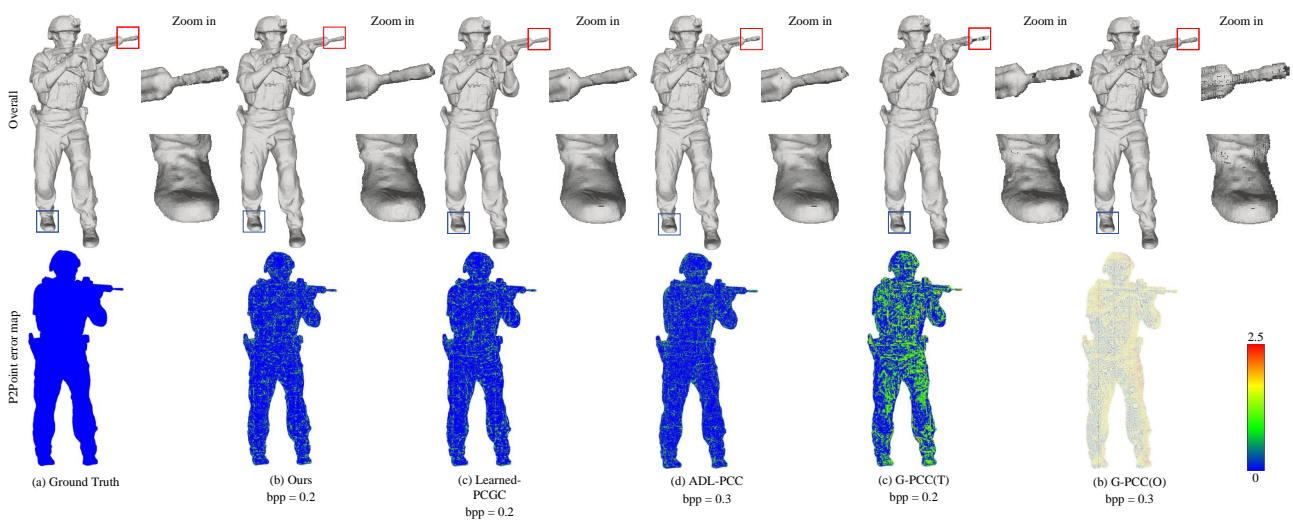 Zoom in Zoom in Zoom in Zoom in Zoom in Zoom in
Overall
P2Point error map
2.5
0
(a) Ground Truth
(b) Ours
bpp = 0.2
(c) Learned-
PCGC
bpp = 0.2
(d) ADL-PCC
bpp = 0.3
(c) G-PCC(T)
bpp = 0.2
(b) G-PCC(O)
bpp = 0.3